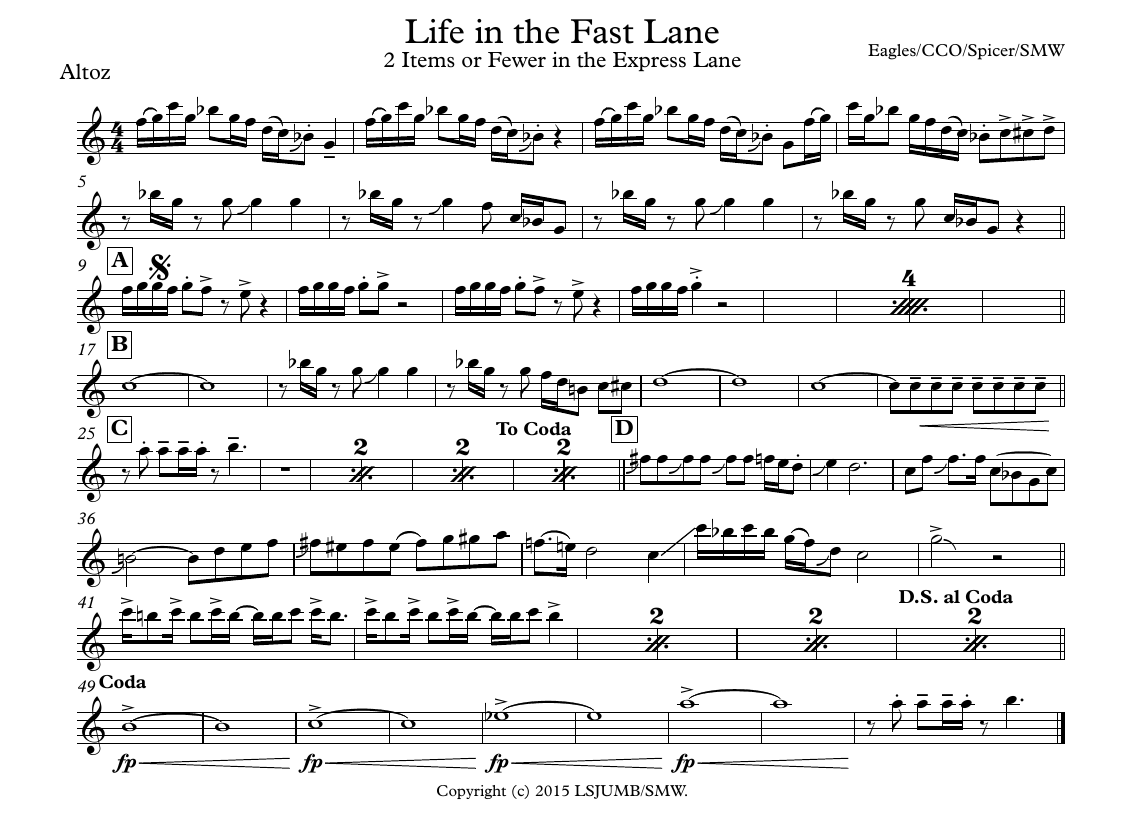 Life in the Fast Lane
2 Items or Fewer in the Express Lane
Eagles/CCO/Spicer/SMW
Altoz
4
4
5
9
A
4
17
B
25
C
2
2
To Coda
2
D
36
41
2
2
D.S. al Coda
2
49
Coda
fp
fp
fp
fp
Copyright (c) 2015 LSJUMB/SMW.